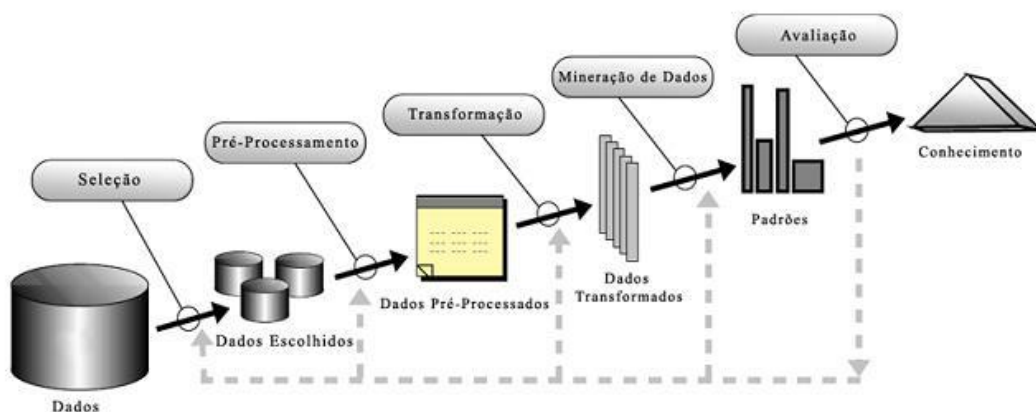 Avaliação
Mineração de Dados
Transformação
Pré-Processamento
Seleção
Conhecimento
Padrões
Dados
Transformados
Dados Pré-Processados
Dados Escolhidos
Dados